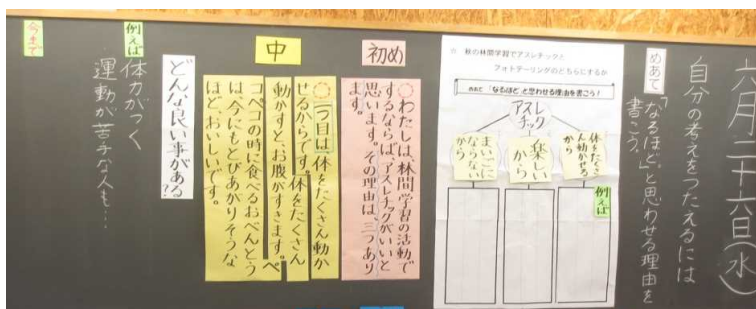 六月二十六日(水)
自分の考えをつたえるには
めあて
「なるほど」と思わせる理由を
書こう。
秋の林間学習でアスレチックと
フォトテーリングのどちらにするか
めあて 「なるほど」と思わせる理由を書こう!
アスレ
チック
体をたくさ
ん動かせる
から
楽しい
から
まいごに
ならない
から
例えば
初め
わたしは、林間学習の活動で
するならば、アスレチックがいいと
思います。その理由は、三つあり
ます。
中
一つ目は、体をたくさん動か
せるからです。体をたくさん
動かすと、お腹がすきます。ペ
コペコの時に食べるおべんとう
は今にもとびあがりそうな
ほど、おいしいです。
どんな良い事がある?
例えば
体力がつく
運動が苦手な人も…
今まで